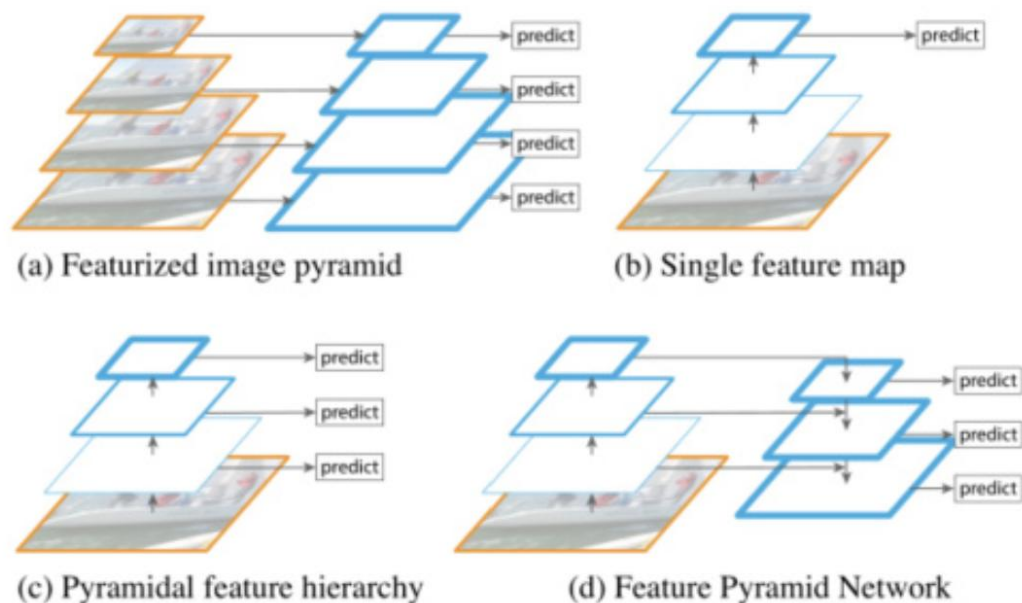 predict
predict
predict
predict
predict
(a) Featurized image pyramid
(b) Single feature map
predict
predict
predict
predict
predict
predict
(c) Pyramidal feature hierarchy
(d) Feature Pyramid Network